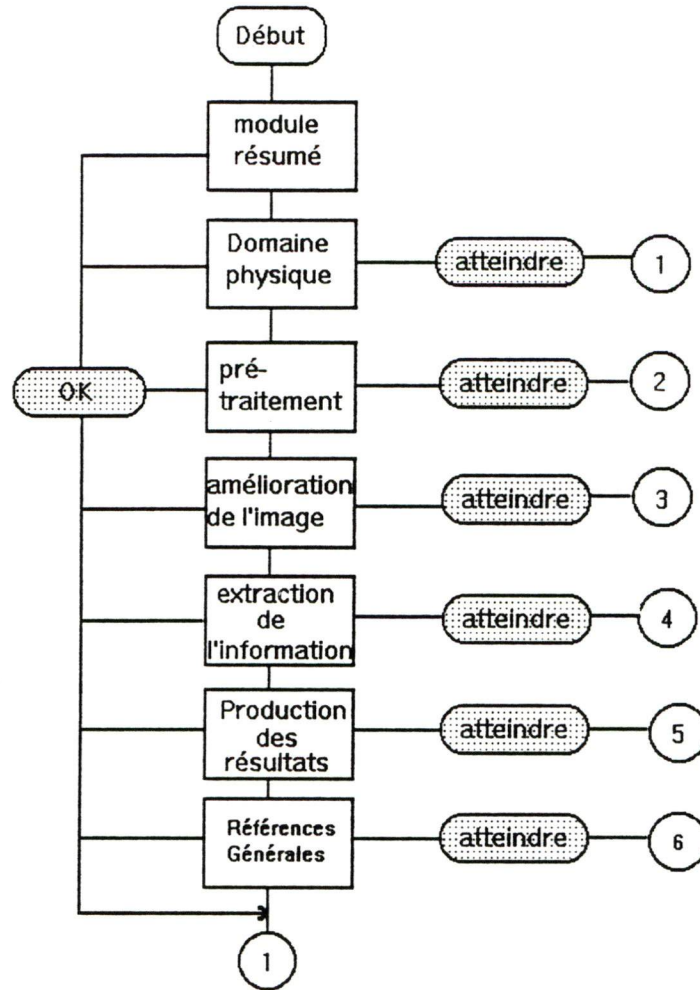 Début
module
résumé
Domaine
physique
atteindre
1
OK
pré-
traitement
atteindre
2
amélioration
de l'image
atteindre
3
extraction
de
l'information
atteindre
4
Production
des
résultats
atteindre
5
Références
Générales
atteindre
6
1